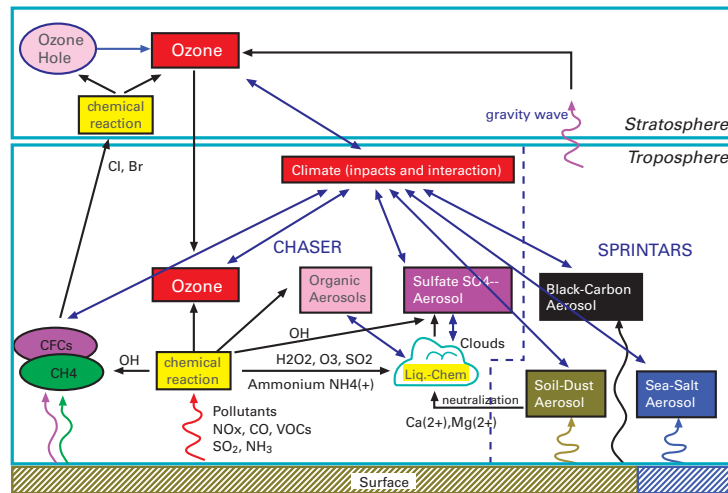 Ozone
Hole
Ozone
chemical
reaction
gravity wave
Stratosphere
Troposphere
Cl, Br
Climate (inpacts and interaction)
CHASER
SPRINTARS
Ozone
Organic
Aerosols
Sulfate SO4--
Aerosol
Black-Carbon
Aerosol
CFCs
CH4
OH
chemical
reaction
OH
H2O2, O3, SO2
Ammonium NH4(+)
Clouds
Liq.-Chem
neutralization
Ca(2+),Mg(2+)
Soil-Dust
Aerosol
Sea-Salt
Aerosol
Pollutants
NOx, CO, VOCs
SO₂, NH₃
Surface